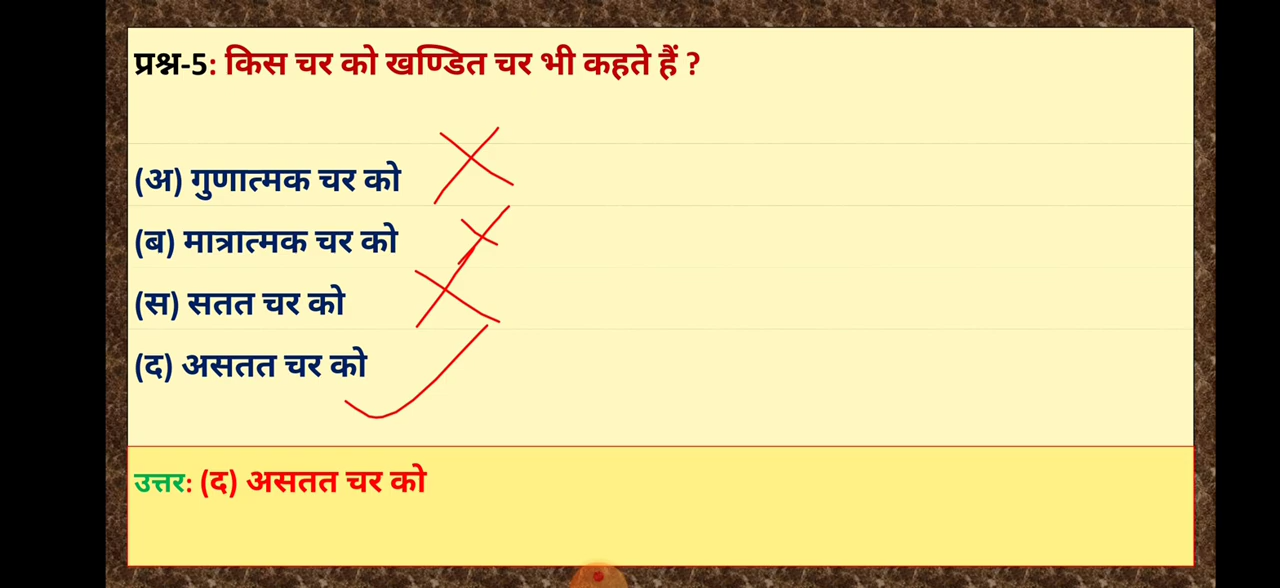 प्रश्न-5: किस चर को खण्डित चर भी कहते हैं ?
(अ) गुणात्मक चर को
(ब) मात्रात्मक चर को
(स) सतत चर को
(द) असतत चर को
उत्तर: (द) असतत चर को